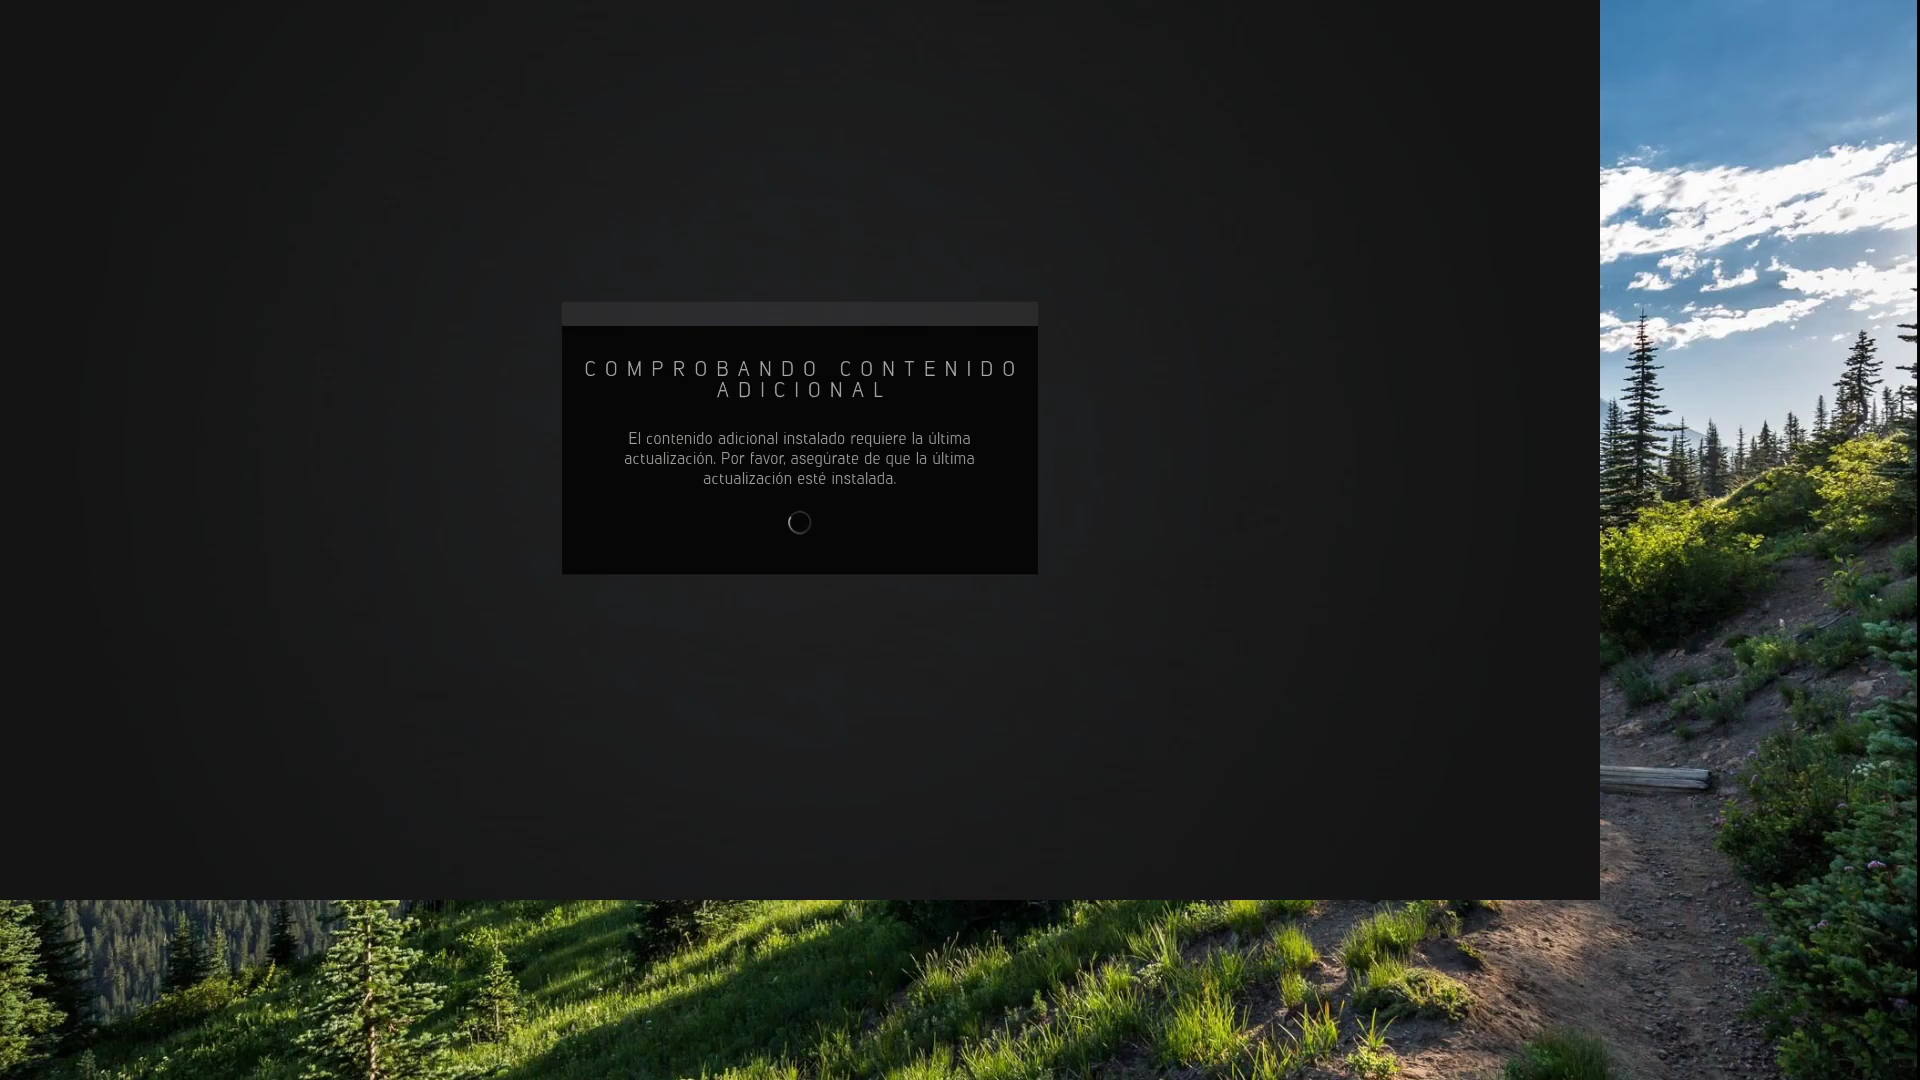 COMPROBANDO CONTENIDO
ADICIONAL
El contenido adicional instalado requiere la última
actualización. Por favor, asegúrate de que la última
actualización esté instalada.